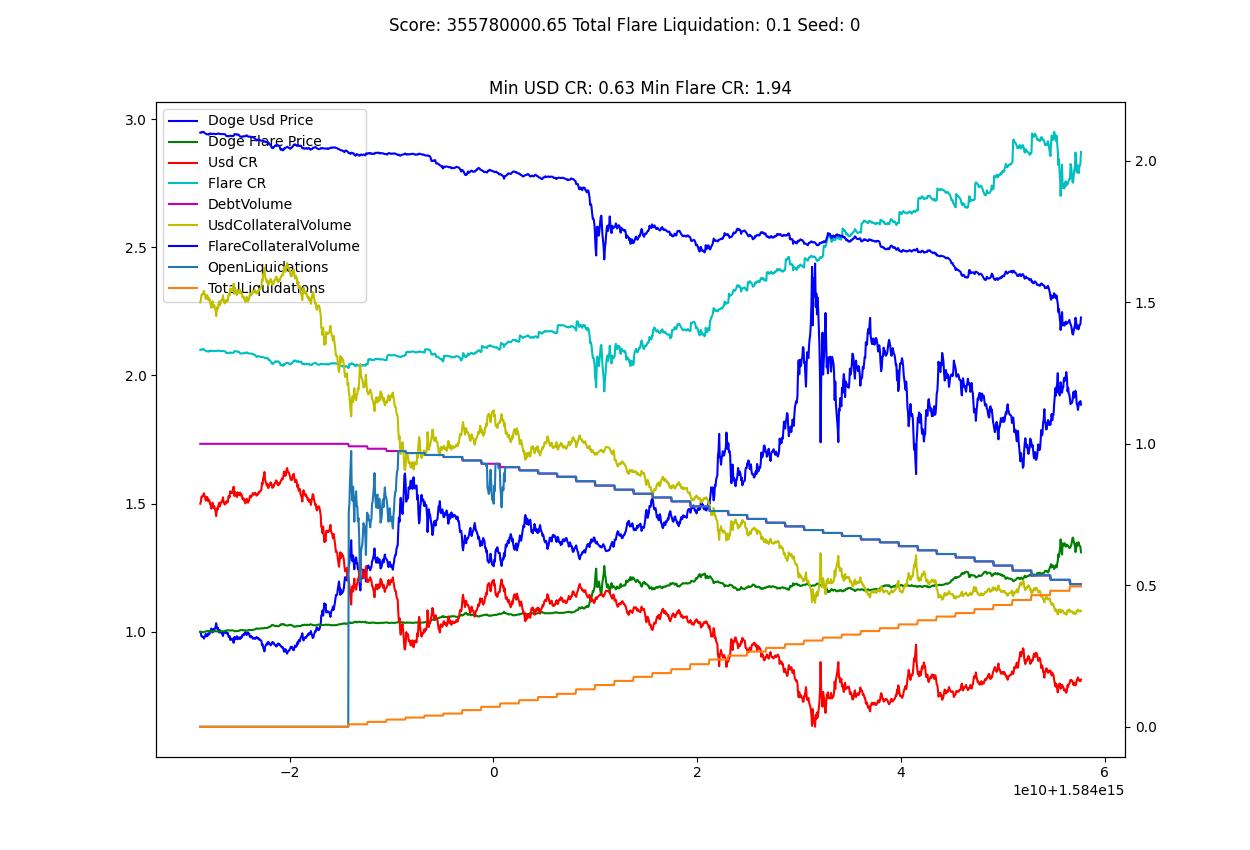 Score: 355780000.65 Total Flare Liquidation: 0.1 Seed: 0
Min USD CR: 0.63 Min Flare CR: 1.94
Doge Usd Price
Doge Flare Price
Usd CR
Flare CR
DebtVolume
UsdCollateralVolume
FlareCollateralVolume
OpenLiquidations
TotalLiquidations
3.0
2.5
2.0
1.5
1.0
2.0
1.5
1.0
0.5
0.0
−2
0
2
4
6
1e10+1.584e15